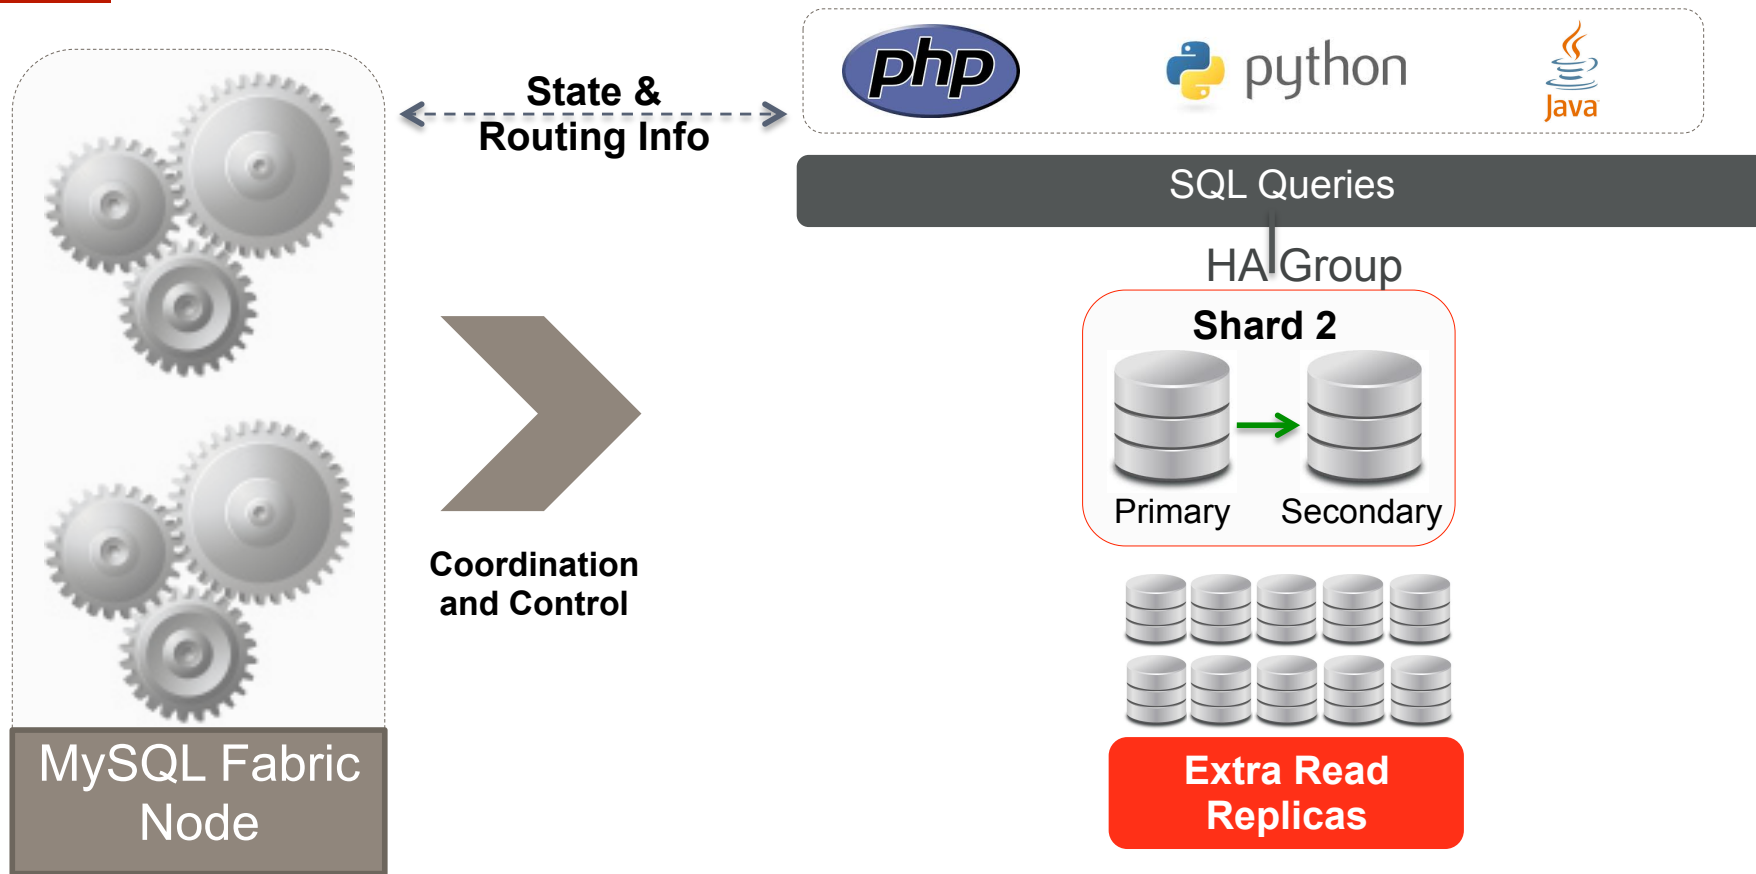 State &
Routing Info
php
python
Java
SQL Queries
HA Group
Shard 2
Primary
Secondary
Coordination
and Control
MySQL Fabric
Node
Extra Read
Replicas